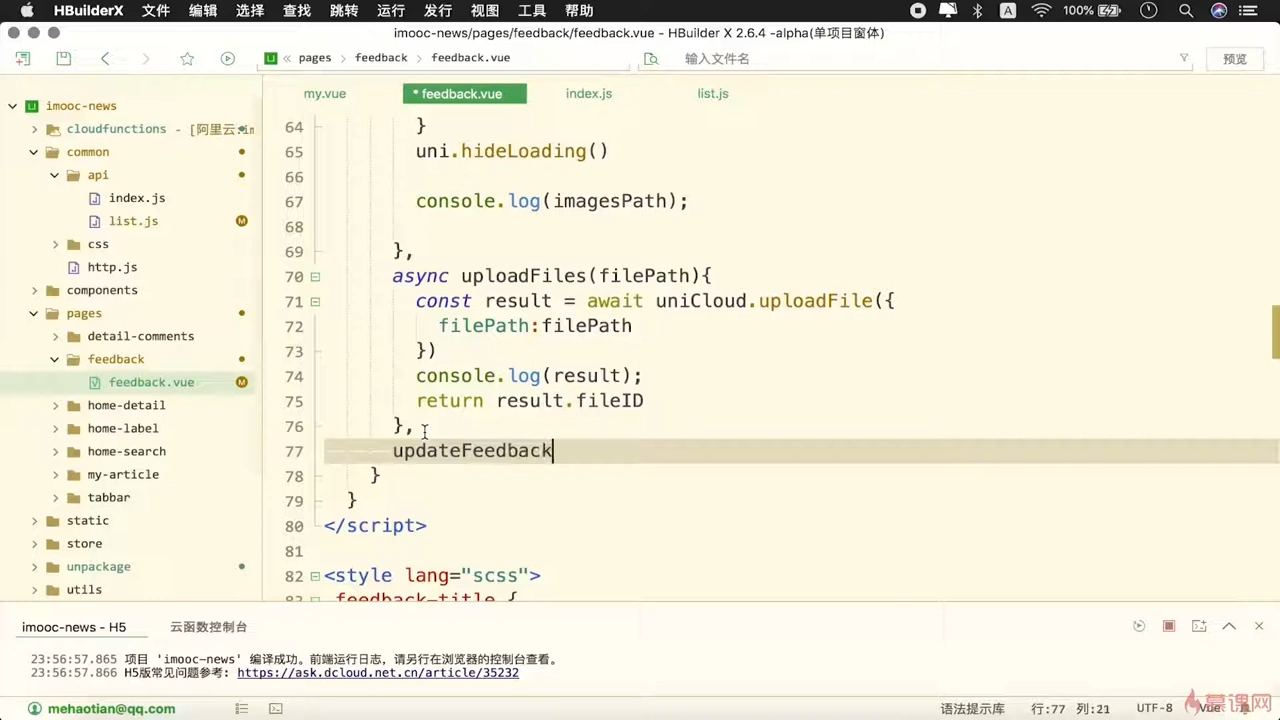 HBuilderX 文件 编辑 选择 查找 跳转 运行 发行 视图 工具 帮助 A 100%
imooc-news/pages/feedback/feedback.vue - HBuilder X 2.6.4 -alpha(单项目窗体)
« pages > feedback > feedback.vue 输入文件名 预览
my.vue * feedback.vue index.js list.js
imooc-news
cloudfunctions - [阿里云:im
common
api
index.js
list.js M
css
http.js
components
pages
detail-comments
feedback
feedback.vue M
home-detail
home-label
home-search
my-article
tabbar
static
store
unpackage
utils
64 }
65 uni.hideLoading()
66
67 console.log(imagesPath);
68
69 },
70 async uploadFiles(filePath){
71 const result = await uniCloud.uploadFile({
72 filePath:filePath
73 })
74 console.log(result);
75 return result.fileID
76 },
77 updateFeedback
78 }
79 }
80 </script>
81
82 <style lang="scss">
83 .feedback-title {
imooc-news - H5 云函数控制台
23:56:57.865 项目 'imooc-news' 编译成功。前端运行日志，请另行在浏览器的控制台查看。
23:56:57.866 H5版常见问题参考: https://ask.dcloud.net.cn/article/35232
mehaotian@qq.com 语法提示库 行:77 列:21 UTF-8 Vue
慕课网